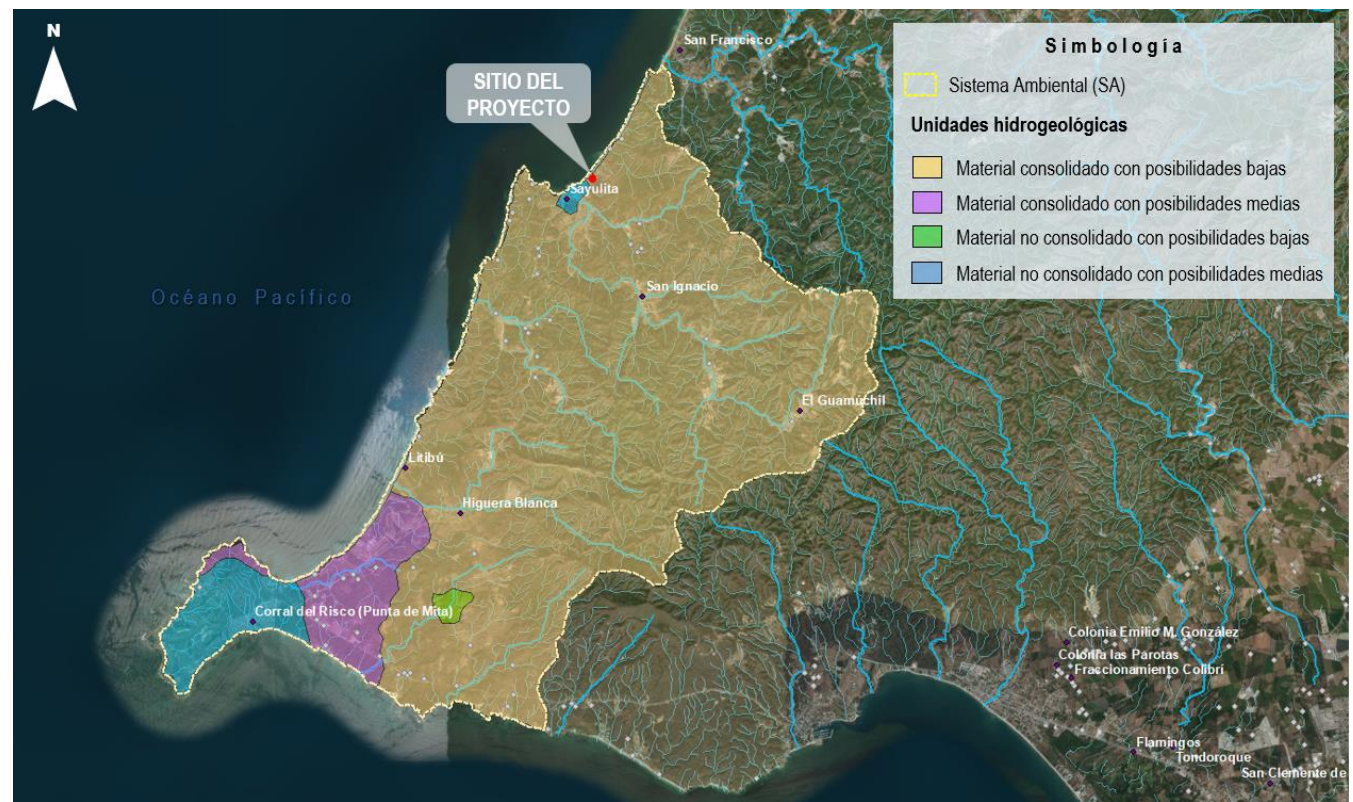 N
San Francisco
SITIO DEL
PROYECTO
Sayulita
San Ignacio
Océano Pacífico
El Guamúchil
Litibú
Higuera Blanca
Corral del Risco (Punta de Mita)
Colonia Emilio M. González
Colonia las Parotas
Fraccionamiento Colibrí
Flamingos
Tondoroque
San Clemente de
Simbología
Sistema Ambiental (SA)
Unidades hidrogeológicas
Material consolidado con posibilidades bajas
Material consolidado con posibilidades medias
Material no consolidado con posibilidades bajas
Material no consolidado con posibilidades medias